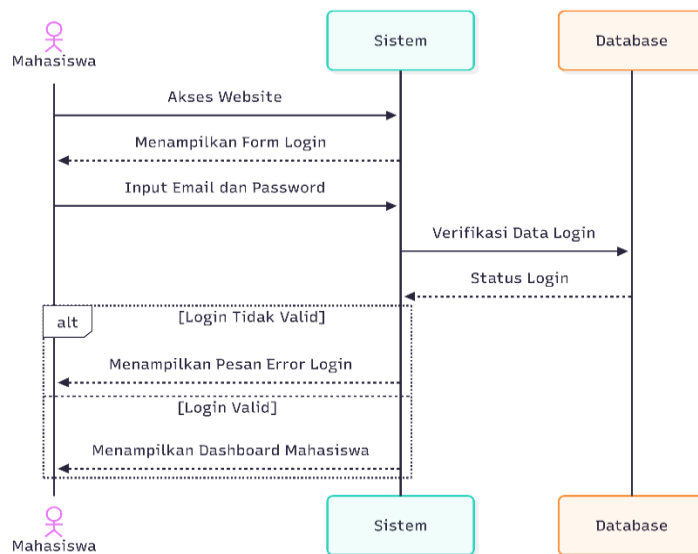 Mahasiswa
Sistem
Database
Akses Website
Menampilkan Form Login
Input Email dan Password
Verifikasi Data Login
Status Login
alt
[Login Tidak Valid]
Menampilkan Pesan Error Login
[Login Valid]
Menampilkan Dashboard Mahasiswa
Mahasiswa
Sistem
Database